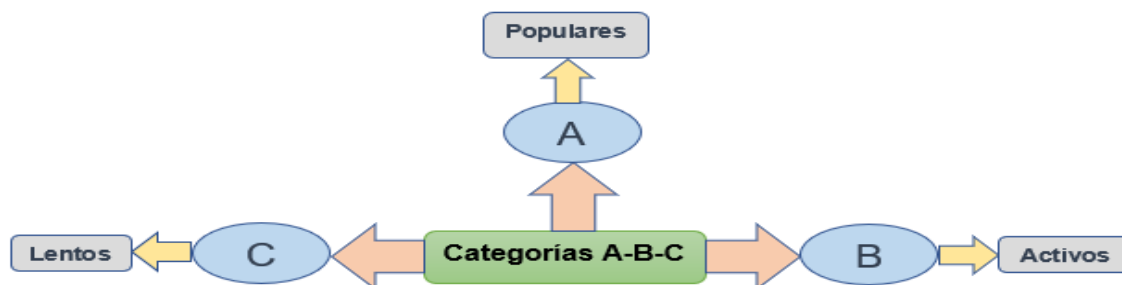 Populares
A
Lentos
C
Categorías A-B-C
B
Activos